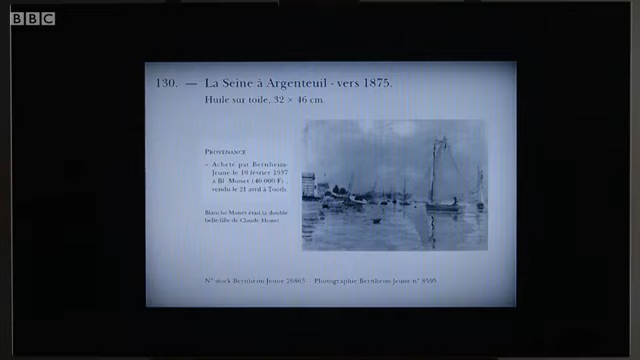 BBC
130. — La Seine à Argenteuil - vers 1875.
Huile sur toile, 32 × 46 cm.
PROVENANCE
– Acheté par Bernheim-
Jeune le 10 février 1937
à Bl. Monet (40 000 F) ,
vendu le 21 avril à Tooth
Blanche Monet était la double
belle-fille de Claude Monet
N° stock Bernheim-Jeune 26863 Photographie Bernheim-Jeune n° 8595